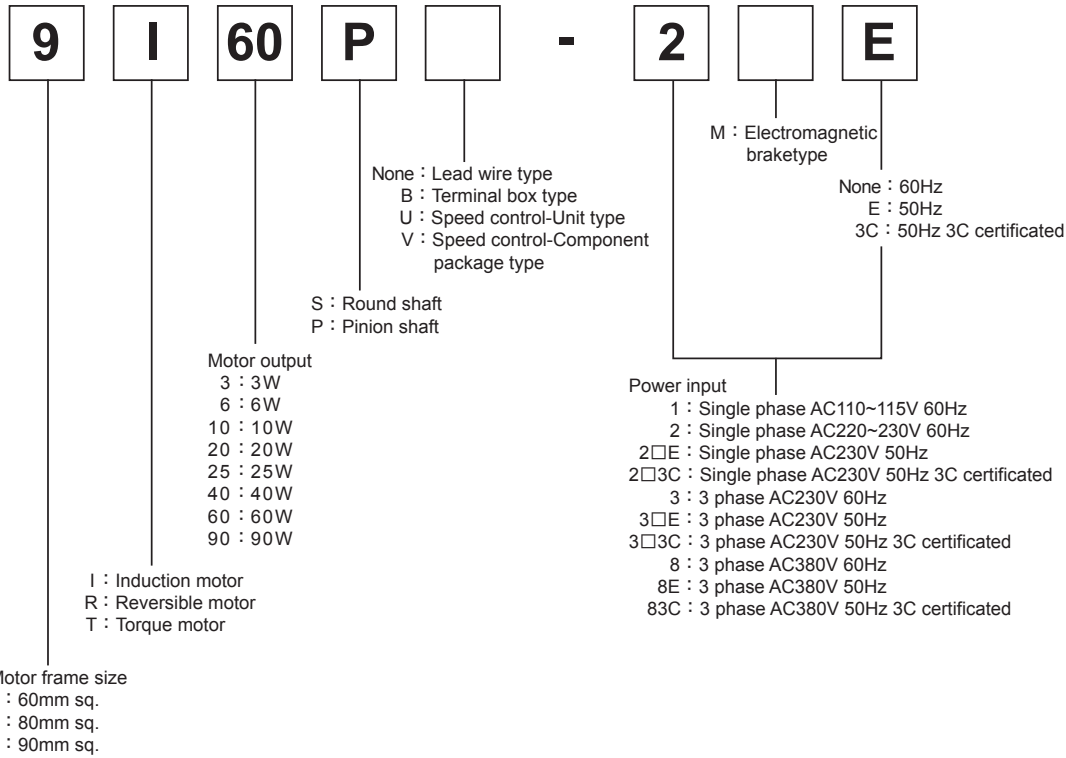 9 I 60 P - 2 E
M：Electromagnetic
braketype
None：Lead wire type
B：Terminal box type
U：Speed control-Unit type
V：Speed control-Component
package type
None：60Hz
E：50Hz
3C：50Hz 3C certificated
S：Round shaft
P：Pinion shaft
Motor output
3：3W
6：6W
10：10W
20：20W
25：25W
40：40W
60：60W
90：90W
Power input
1：Single phase AC110~115V 60Hz
2：Single phase AC220~230V 60Hz
2□E：Single phase AC230V 50Hz
2□3C：Single phase AC230V 50Hz 3C certificated
3：3 phase AC230V 60Hz
3□E：3 phase AC230V 50Hz
3□3C：3 phase AC230V 50Hz 3C certificated
8：3 phase AC380V 60Hz
8E：3 phase AC380V 50Hz
83C：3 phase AC380V 50Hz 3C certificated
I：Induction motor
R：Reversible motor
T：Torque motor
frame size
：60mm sq.
：80mm sq.
：90mm sq.